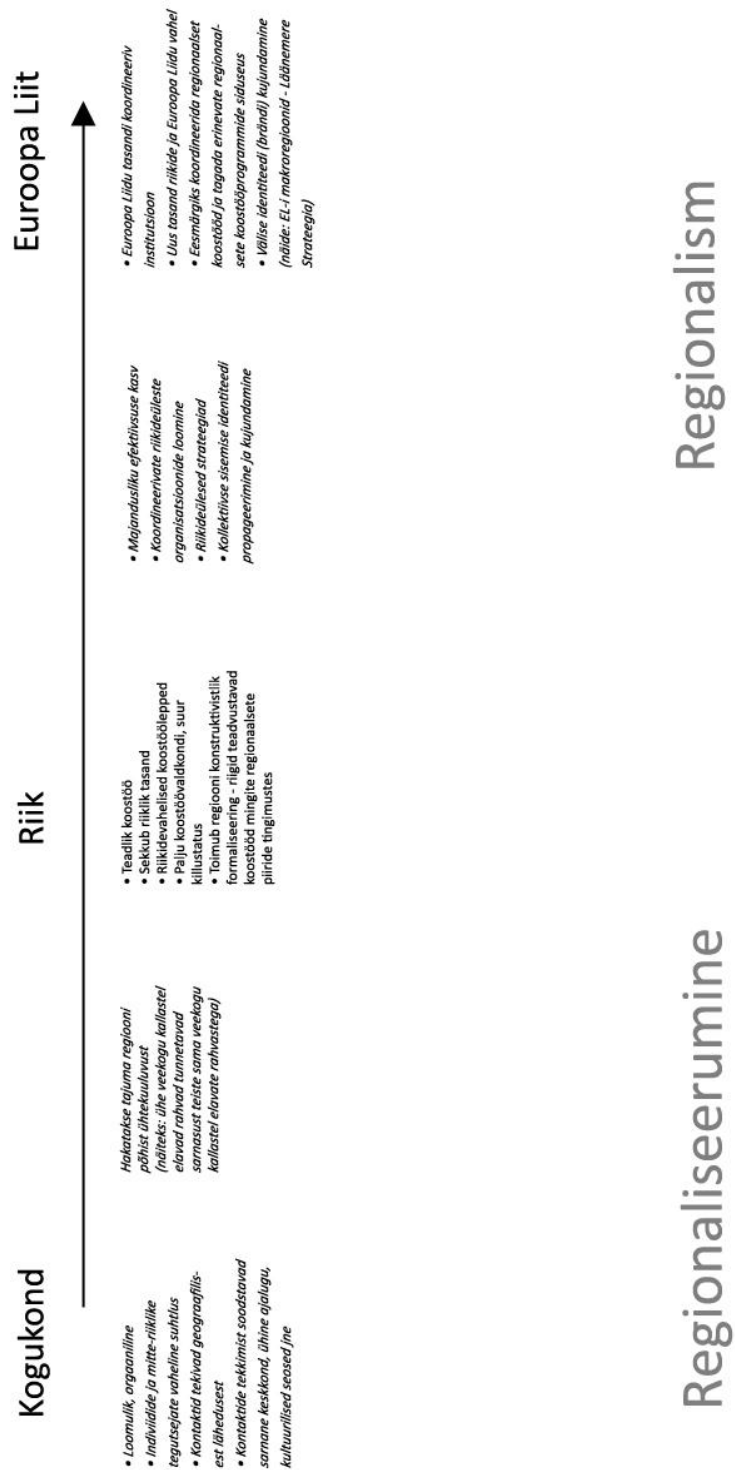 Kogukond
Riik
Euroopa Liit
• Loomulik, orgaaniline
• Indiviidide ja mitte-riiklike
tegutsejate vaheline suhtlus
• Kontaktid tekivad geograafilis-
est lähedusest
• Kontaktide tekkimist soodstavad
sarnane keskkond, ühine ajalugu,
kultuurilised seosed jne
Hakatakse tajuma regiooni
põhist ühtekuuluvust
(näiteks: ühe veekogu kallastel
elavad rahvad tunnetavad
sarnasust teiste sama veekogu
kallastel elavate rahvastega)
• Teadlik koostöö
• Sekkub riiklik tasand
• Riikidevahelised koostöölepped
• Palju koostöövaldkondi, suur
killustatus
• Toimub regiooni konstruktivistlik
formaliseering - riigid teadvustavad
koostööd mingite regionaalsete
piiride tingimustes
• Majandusliku efektiivsuse kasv
• Koordineerivate riikideüleste
organisatsioonide loomine
• Riikideülesed strateegiad
• Kollektiivse sisemise identiteedi
propageerimine ja kujundamine
• Euroopa Liidu tasandi koordineeriv
institutsioon
• Uus tasand riikide ja Euroopa Liidu vahel
• Eesmärgiks koordineerida regionaalset
koostööd ja tagada erinevate regionaal-
sete koostööprogrammide sidusus
• Välise identiteedi (brändi) kujundamine
(näide: EL-i makroregioonid - Läänemere
Strateegia)
Regionaliseerumine
Regionalism